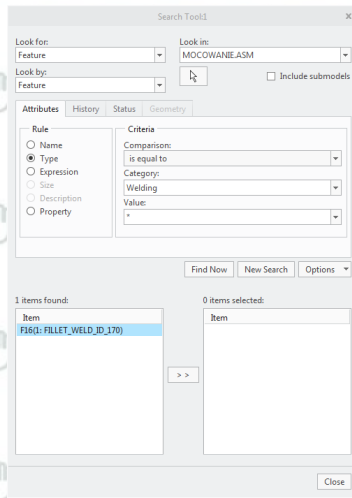 Search Tool:1
Look for:
Look in:
Feature
MOCOWANIE.ASM
Look by:
Feature
Include submodels
Attributes History Status Geometry
Rule
Criteria
Name
Comparison:
Type
is equal to
Expression
Category:
Size
Welding
Description
Value:
Property
*
Find Now New Search Options
1 items found:
0 items selected:
Item
Item
F16(1: FILLET_WELD_ID_170)
> >
Close